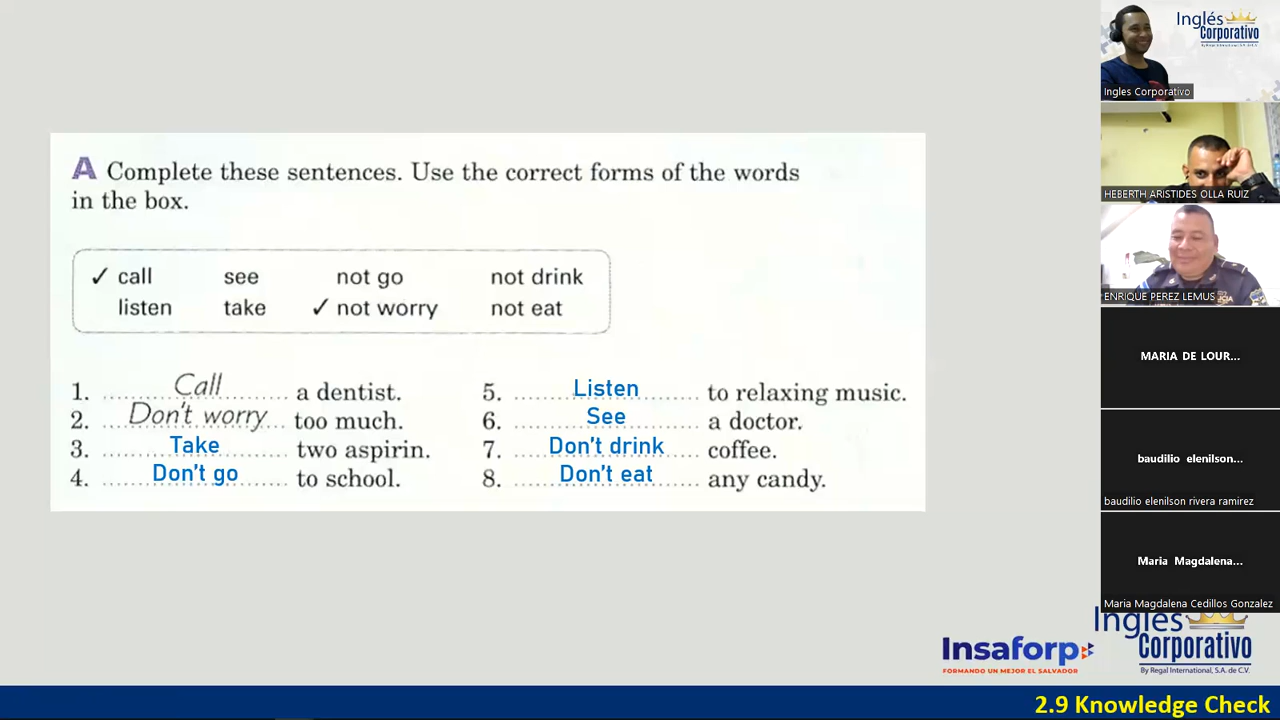 A Complete these sentences. Use the correct forms of the words
in the box.
✓ call see not go not drink
listen take ✓ not worry not eat
1. Call a dentist.
2. Don't worry too much.
3. Take two aspirin.
4. Don't go to school.
5. Listen to relaxing music.
6. See a doctor.
7. Don't drink coffee.
8. Don't eat any candy.
Inglés
Corporativo
By Regal International, S.A. de C.V.
Ingles Corporativo
HEBERTH ARISTIDES OLLA RUIZ
ENRIQUE PEREZ LEMUS
MARIA DE LOUR...
baudilio elenilson...
baudilio elenilson rivera ramirez
Maria Magdalena...
Maria Magdalena Cedillos Gonzalez
Insaforp
FORMANDO UN MEJOR EL SALVADOR
Inglés
Corporativo
By Regal International, S.A. de C.V.
2.9 Knowledge Check